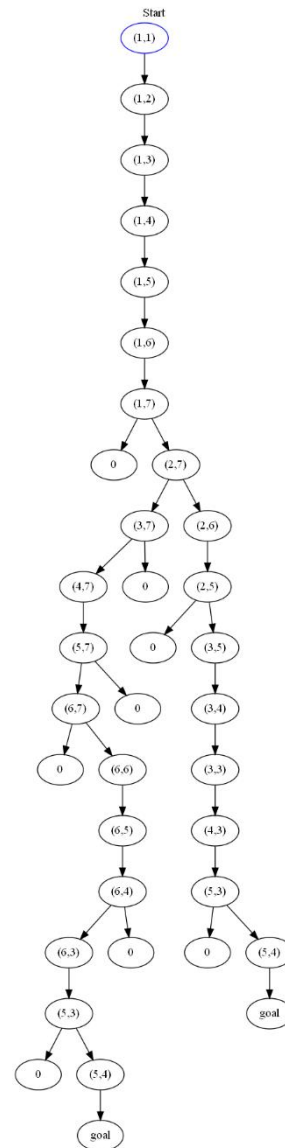 Start
(1,1)
(1,2)
(1,3)
(1,4)
(1,5)
(1,6)
(1,7)
0 (2,7)
(3,7) (2,6)
(4,7) 0 (2,5)
(5,7) 0 (3,5)
(6,7) 0 (3,4)
0 (6,6) (3,3)
(6,5) (4,3)
(6,4) (5,3)
(6,3) 0 0 (5,4)
(5,3) goal
0 (5,4)
goal